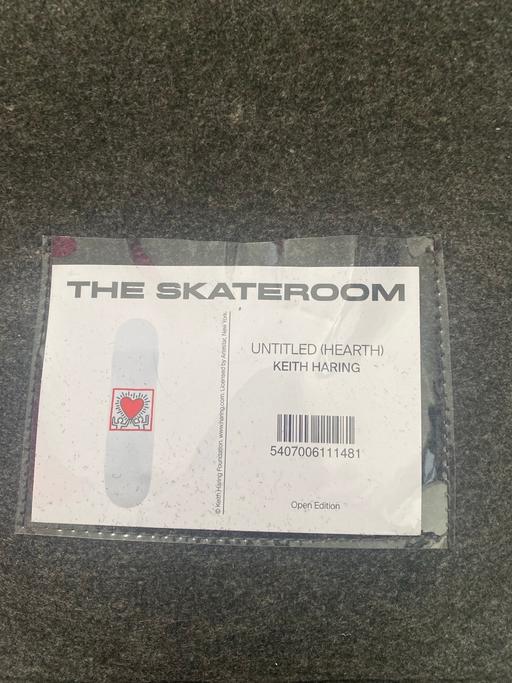 THE SKATEROOM
© Keith Haring Foundation. www.haring.com. Licensed by Artestar, New York.
UNTITLED (HEARTH)
KEITH HARING
5407006111481
Open Edition